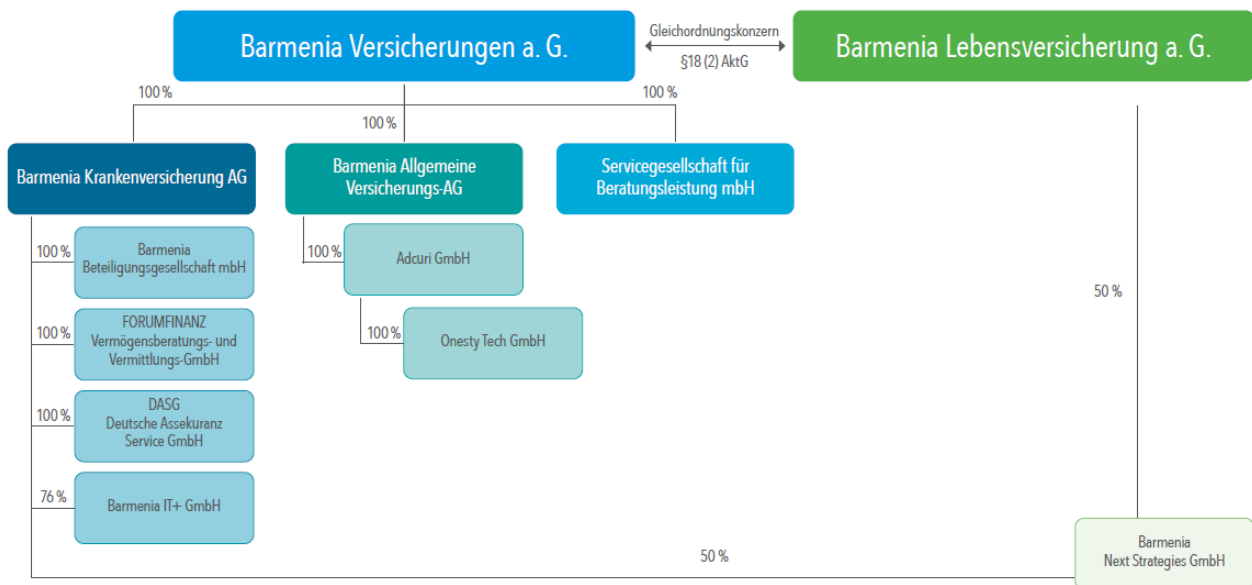 Barmenia Versicherungen a. G.
Gleichordnungskonzern
§18 (2) AktG
Barmenia Lebensversicherung a. G.
100 %
100 %
100 %
Barmenia Krankenversicherung AG
Barmenia Allgemeine
Versicherungs-AG
Servicegesellschaft für
Beratungsleistung mbH
100 %
Barmenia
Beteiligungsgesellschaft mbH
100 %
Adcuri GmbH
50 %
100 %
FORUMFINANZ
Vermögensberatungs- und
Vermittlungs-GmbH
100 %
Onesty Tech GmbH
100 %
DASG
Deutsche Assekuranz
Service GmbH
76 %
Barmenia IT+ GmbH
50 %
Barmenia
Next Strategies GmbH